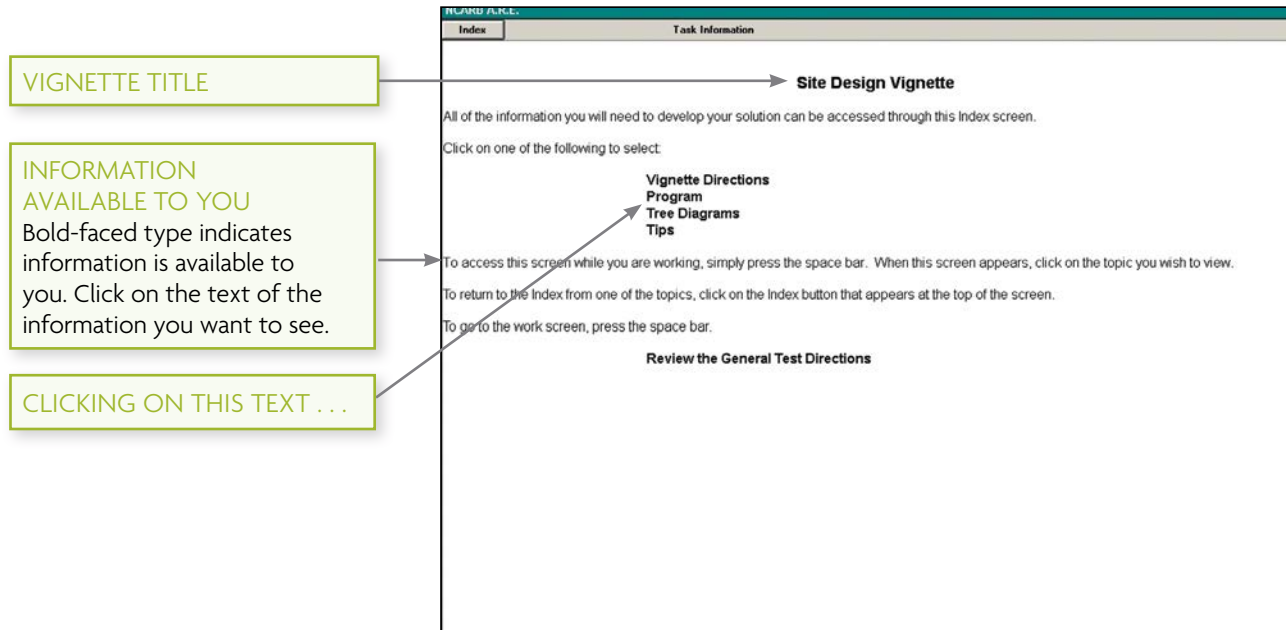 NCARB A.R.E.
Index
Task Information
VIGNETTE TITLE
INFORMATION
AVAILABLE TO YOU
Bold-faced type indicates
information is available to
you. Click on the text of the
information you want to see.
CLICKING ON THIS TEXT . . .
Site Design Vignette
All of the information you will need to develop your solution can be accessed through this Index screen.
Click on one of the following to select:
Vignette Directions
Program
Tree Diagrams
Tips
To access this screen while you are working, simply press the space bar. When this screen appears, click on the topic you wish to view.
To return to the Index from one of the topics, click on the Index button that appears at the top of the screen.
To go to the work screen, press the space bar.
Review the General Test Directions